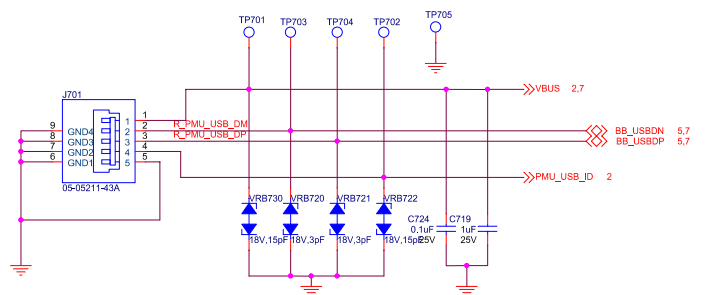 TP701 TP703 TP704 TP702 TP705
VBUS 2,7
J701
1
R_PMU_USB_DM
9 GND4 1 2 BB_USBDN 5,7
R_PMU_USB_DP
8 GND3 2 3 BB_USBDP 5,7
7 GND2 3 4
6 GND1 4 5
5
PMU_USB_ID 2
05-05211-43A
VRB730 VRB720 VRB721 VRB722
C724 C719
0.1uF 1uF
18V,15pF 18V,3pF 18V,3pF 18V,15pF 25V 25V